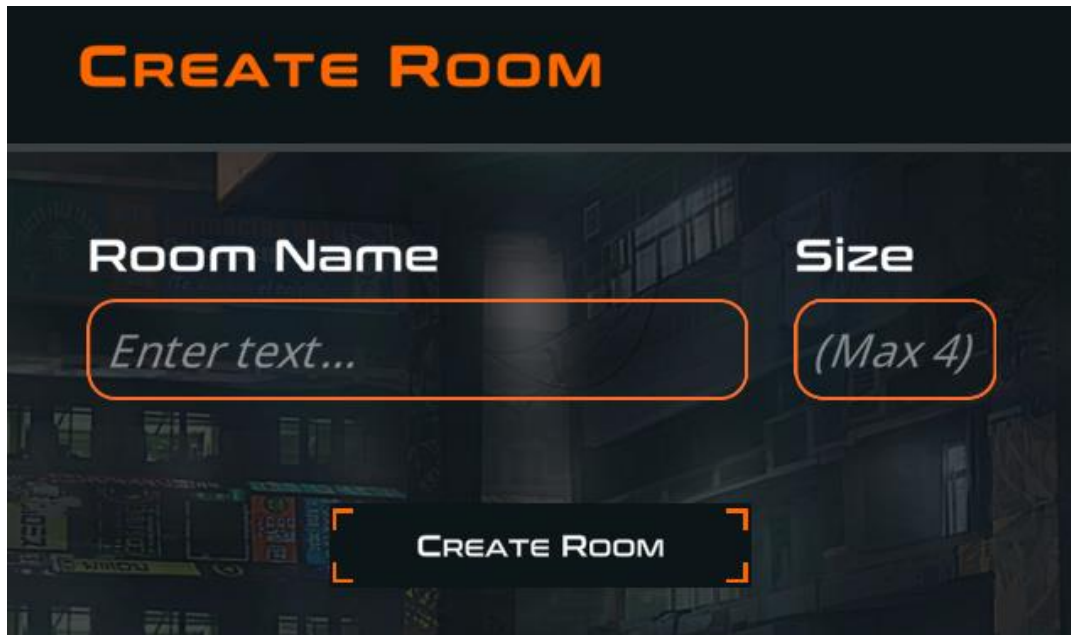 Create Room
Room Name
Size
Enter text...
(Max 4)
Create Room